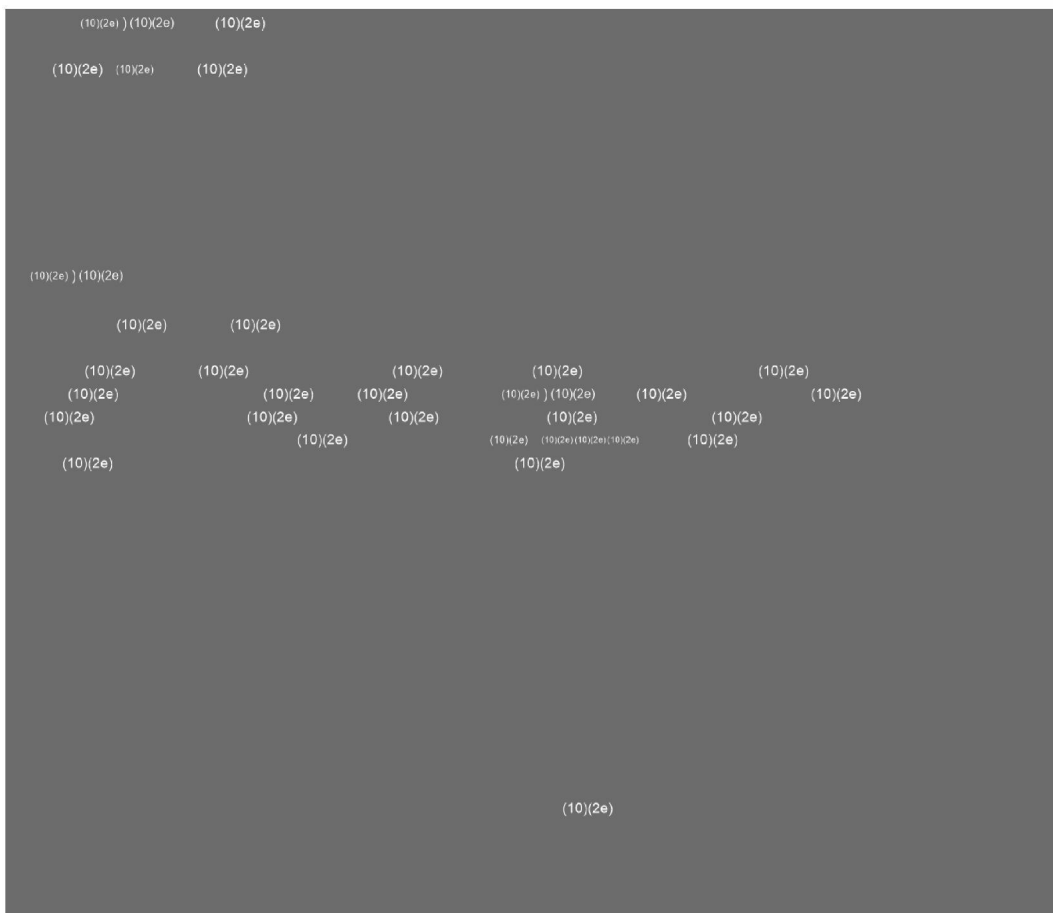 (10)(2e) ) (10)(2e) (10)(2e)
(10)(2e) (10)(2e) (10)(2e)
(10)(2e) ) (10)(2e)
(10)(2e) (10)(2e)
(10)(2e) (10)(2e) (10)(2e) (10)(2e) (10)(2e)
(10)(2e) (10)(2e) (10)(2e) (10)(2e) ) (10)(2e) (10)(2e) (10)(2e)
(10)(2e) (10)(2e) (10)(2e) (10)(2e) (10)(2e)
(10)(2e) (10)(2e) (10)(2e) (10)(2e) (10)(2e) (10)(2e)
(10)(2e) (10)(2e)
(10)(2e)